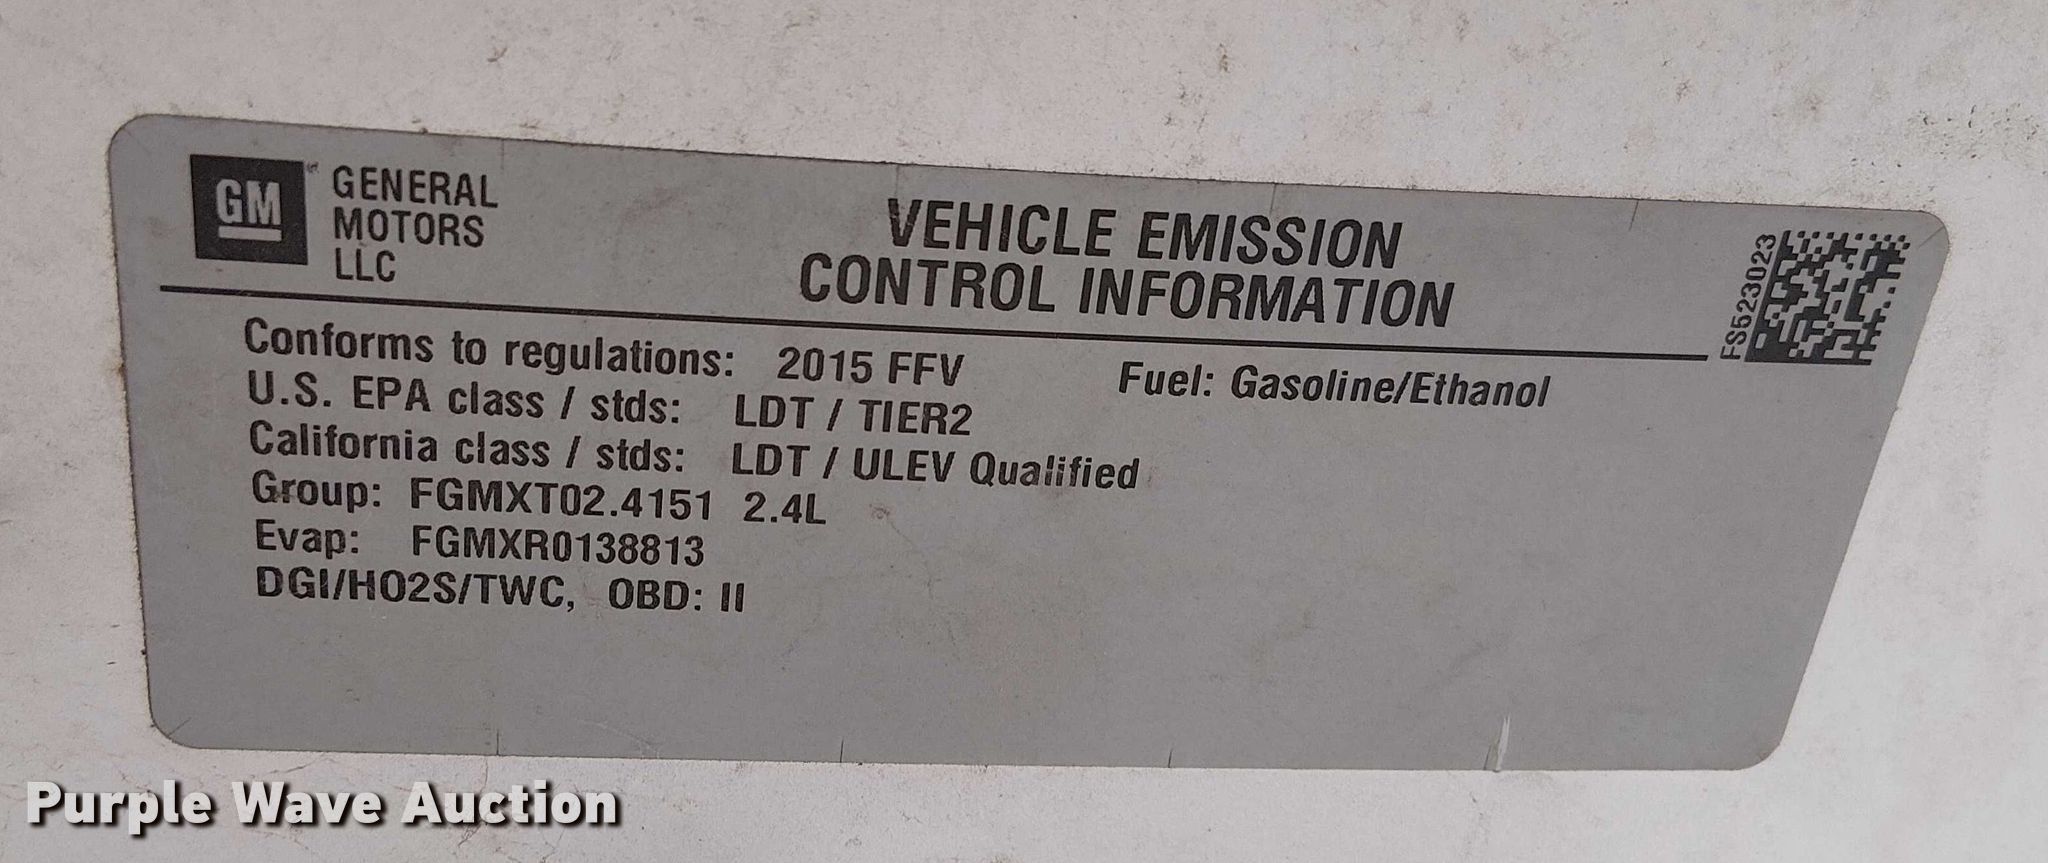 GM
GENERAL
MOTORS
LLC
VEHICLE EMISSION
CONTROL INFORMATION
FS523023
Conforms to regulations: 2015 FFV Fuel: Gasoline/Ethanol
U.S. EPA class / stds: LDT / TIER2
California class / stds: LDT / ULEV Qualified
Group: FGMXT02.4151 2.4L
Evap: FGMXR0138813
DGI/HO2S/TWC, OBD: II
Purple Wave Auction